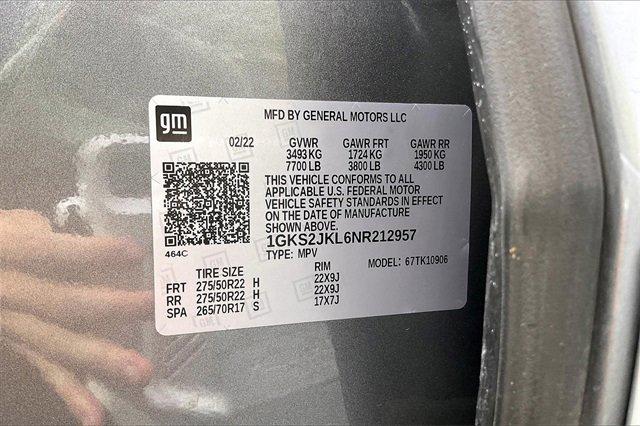 gm
MFD BY GENERAL MOTORS LLC
02/22 GVWR GAWR FRT GAWR RR
3493 KG 1724 KG 1950 KG
7700 LB 3800 LB 4300 LB
THIS VEHICLE CONFORMS TO ALL
APPLICABLE U.S. FEDERAL MOTOR
VEHICLE SAFETY STANDARDS IN EFFECT
ON THE DATE OF MANUFACTURE
SHOWN ABOVE.
1GKS2JKL6NR212957
464C
TYPE: MPV MODEL: 67TK10906
TIRE SIZE RIM
FRT 275/50R22 H 22X9J
RR 275/50R22 H 22X9J
SPA 265/70R17 S 17X7J